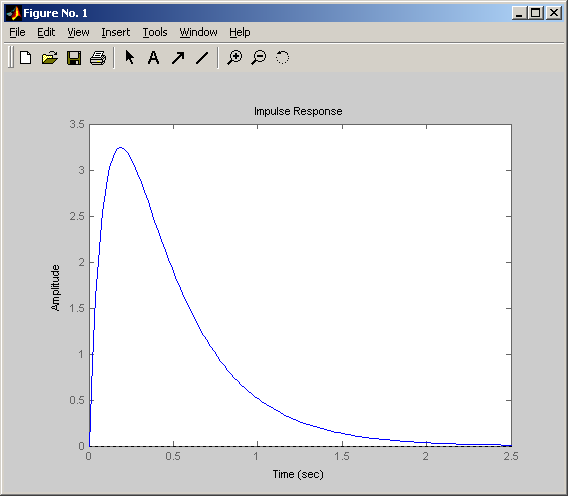 Figure No. 1
File Edit View Insert Tools Window Help
A
Impulse Response
3.5
3
2.5
2
1.5
1
0.5
0
Amplitude
0 0.5 1 1.5 2 2.5
Time (sec)